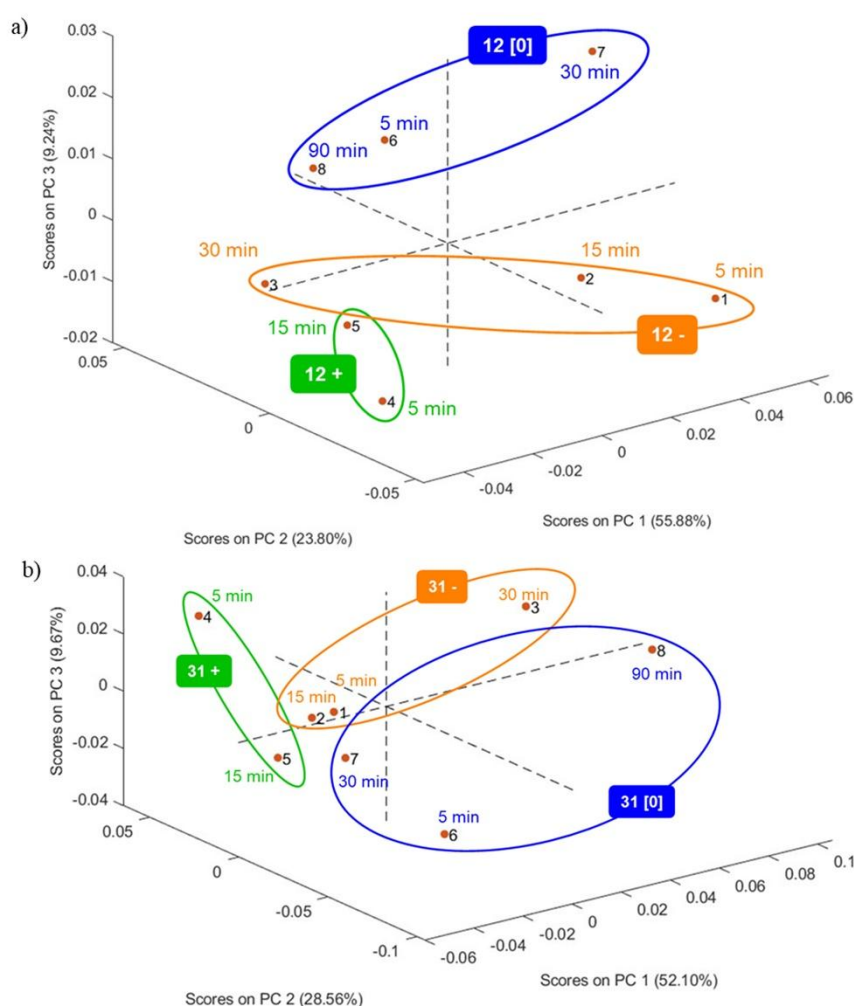 a)
0.03
0.02
0.01
0
-0.01
-0.02
Scores on PC 3 (9.24%)
12 [0]
7
30 min
5 min
6
90 min
8
30 min
15 min
5 min
3
2
1
15 min
5
12 -
12 +
4
5 min
0.05
0
-0.05
-0.04
-0.02
0
0.02
0.04
0.06
Scores on PC 2 (23.80%)
Scores on PC 1 (55.88%)
b)
0.04
0.02
0
-0.02
-0.04
Scores on PC 3 (9.67%)
5 min
4
31 -
30 min
3
31 +
8
90 min
5 min
15 min
2
1
5
15 min
7
30 min
31 [0]
5 min
6
0.05
0
-0.05
-0.1
-0.06
-0.04
-0.02
0
0.02
0.04
0.06
0.08
0.1
Scores on PC 2 (28.56%)
Scores on PC 1 (52.10%)